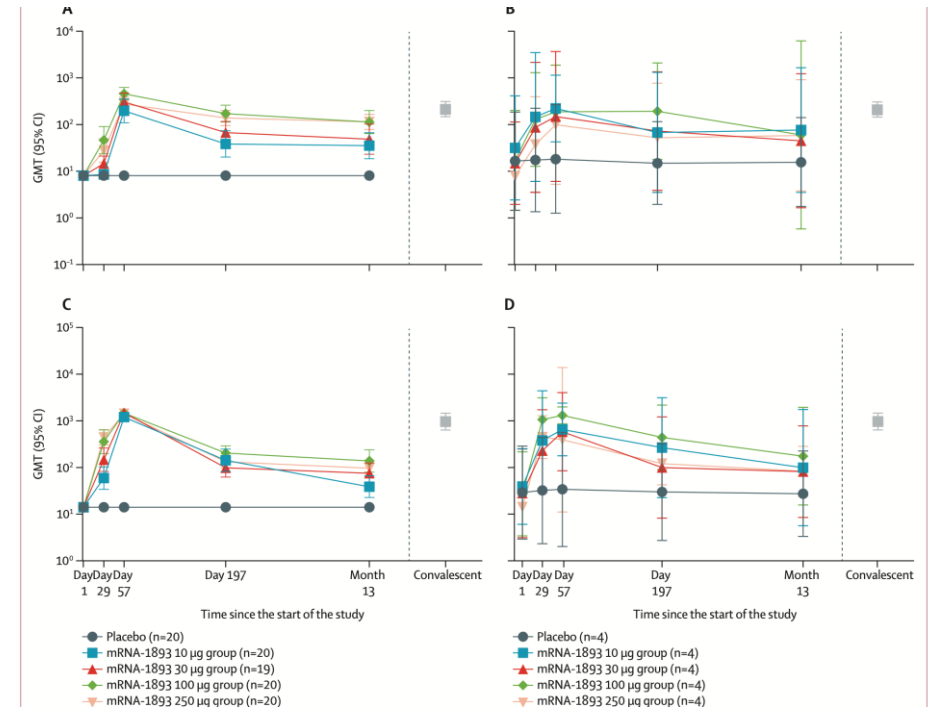 A
B
10⁴
10³
10²
10¹
10⁰
10⁻¹
GMT (95% CI)
C
D
10⁵
10⁴
10³
10²
10¹
10⁰
GMT (95% CI)
Day 1
Day 29
Day 57
Day 197
Month 13
Convalescent
Day 1
Day 29
Day 57
Day 197
Month 13
Convalescent
Time since the start of the study
Time since the start of the study
Placebo (n=20)
mRNA-1893 10 µg group (n=20)
mRNA-1893 30 µg group (n=19)
mRNA-1893 100 µg group (n=20)
mRNA-1893 250 µg group (n=20)
Placebo (n=4)
mRNA-1893 10 µg group (n=4)
mRNA-1893 30 µg group (n=4)
mRNA-1893 100 µg group (n=4)
mRNA-1893 250 µg group (n=4)